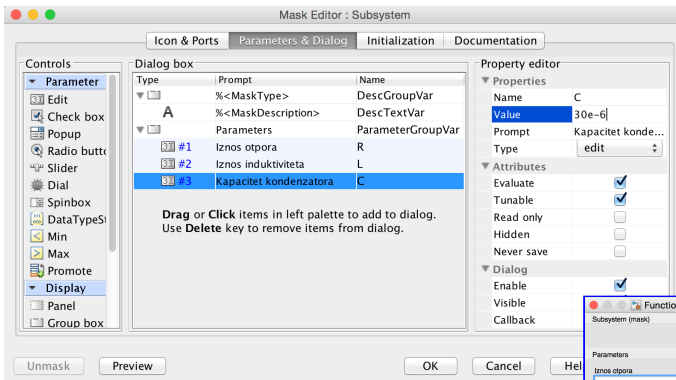 Mask Editor : Subsystem
Icon & Ports
Parameters & Dialog
Initialization
Documentation
Controls
Parameter
Edit
Check box
Popup
Radio butt
Slider
Dial
Spinbox
DataTypeSt
Min
Max
Promote
Display
Panel
Group box
Dialog box
Type Prompt Name
%<MaskType> DescGroupVar
A %<MaskDescription> DescTextVar
Parameters ParameterGroupVar
#1 Iznos otpora R
#2 Iznos induktiviteta L
#3 Kapacitet kondenzatora C
Drag or Click items in left palette to add to dialog.
Use Delete key to remove items from dialog.
Property editor
Properties
Name C
Value 30e-6
Prompt Kapacitet konde...
Type edit
Attributes
Evaluate
Tunable
Read only
Hidden
Never save
Dialog
Enable
Visible
Callback
Unmask
Preview
OK
Cancel
Hel
Functio
Subsystem (mask)
Parameters
Iznos otpora